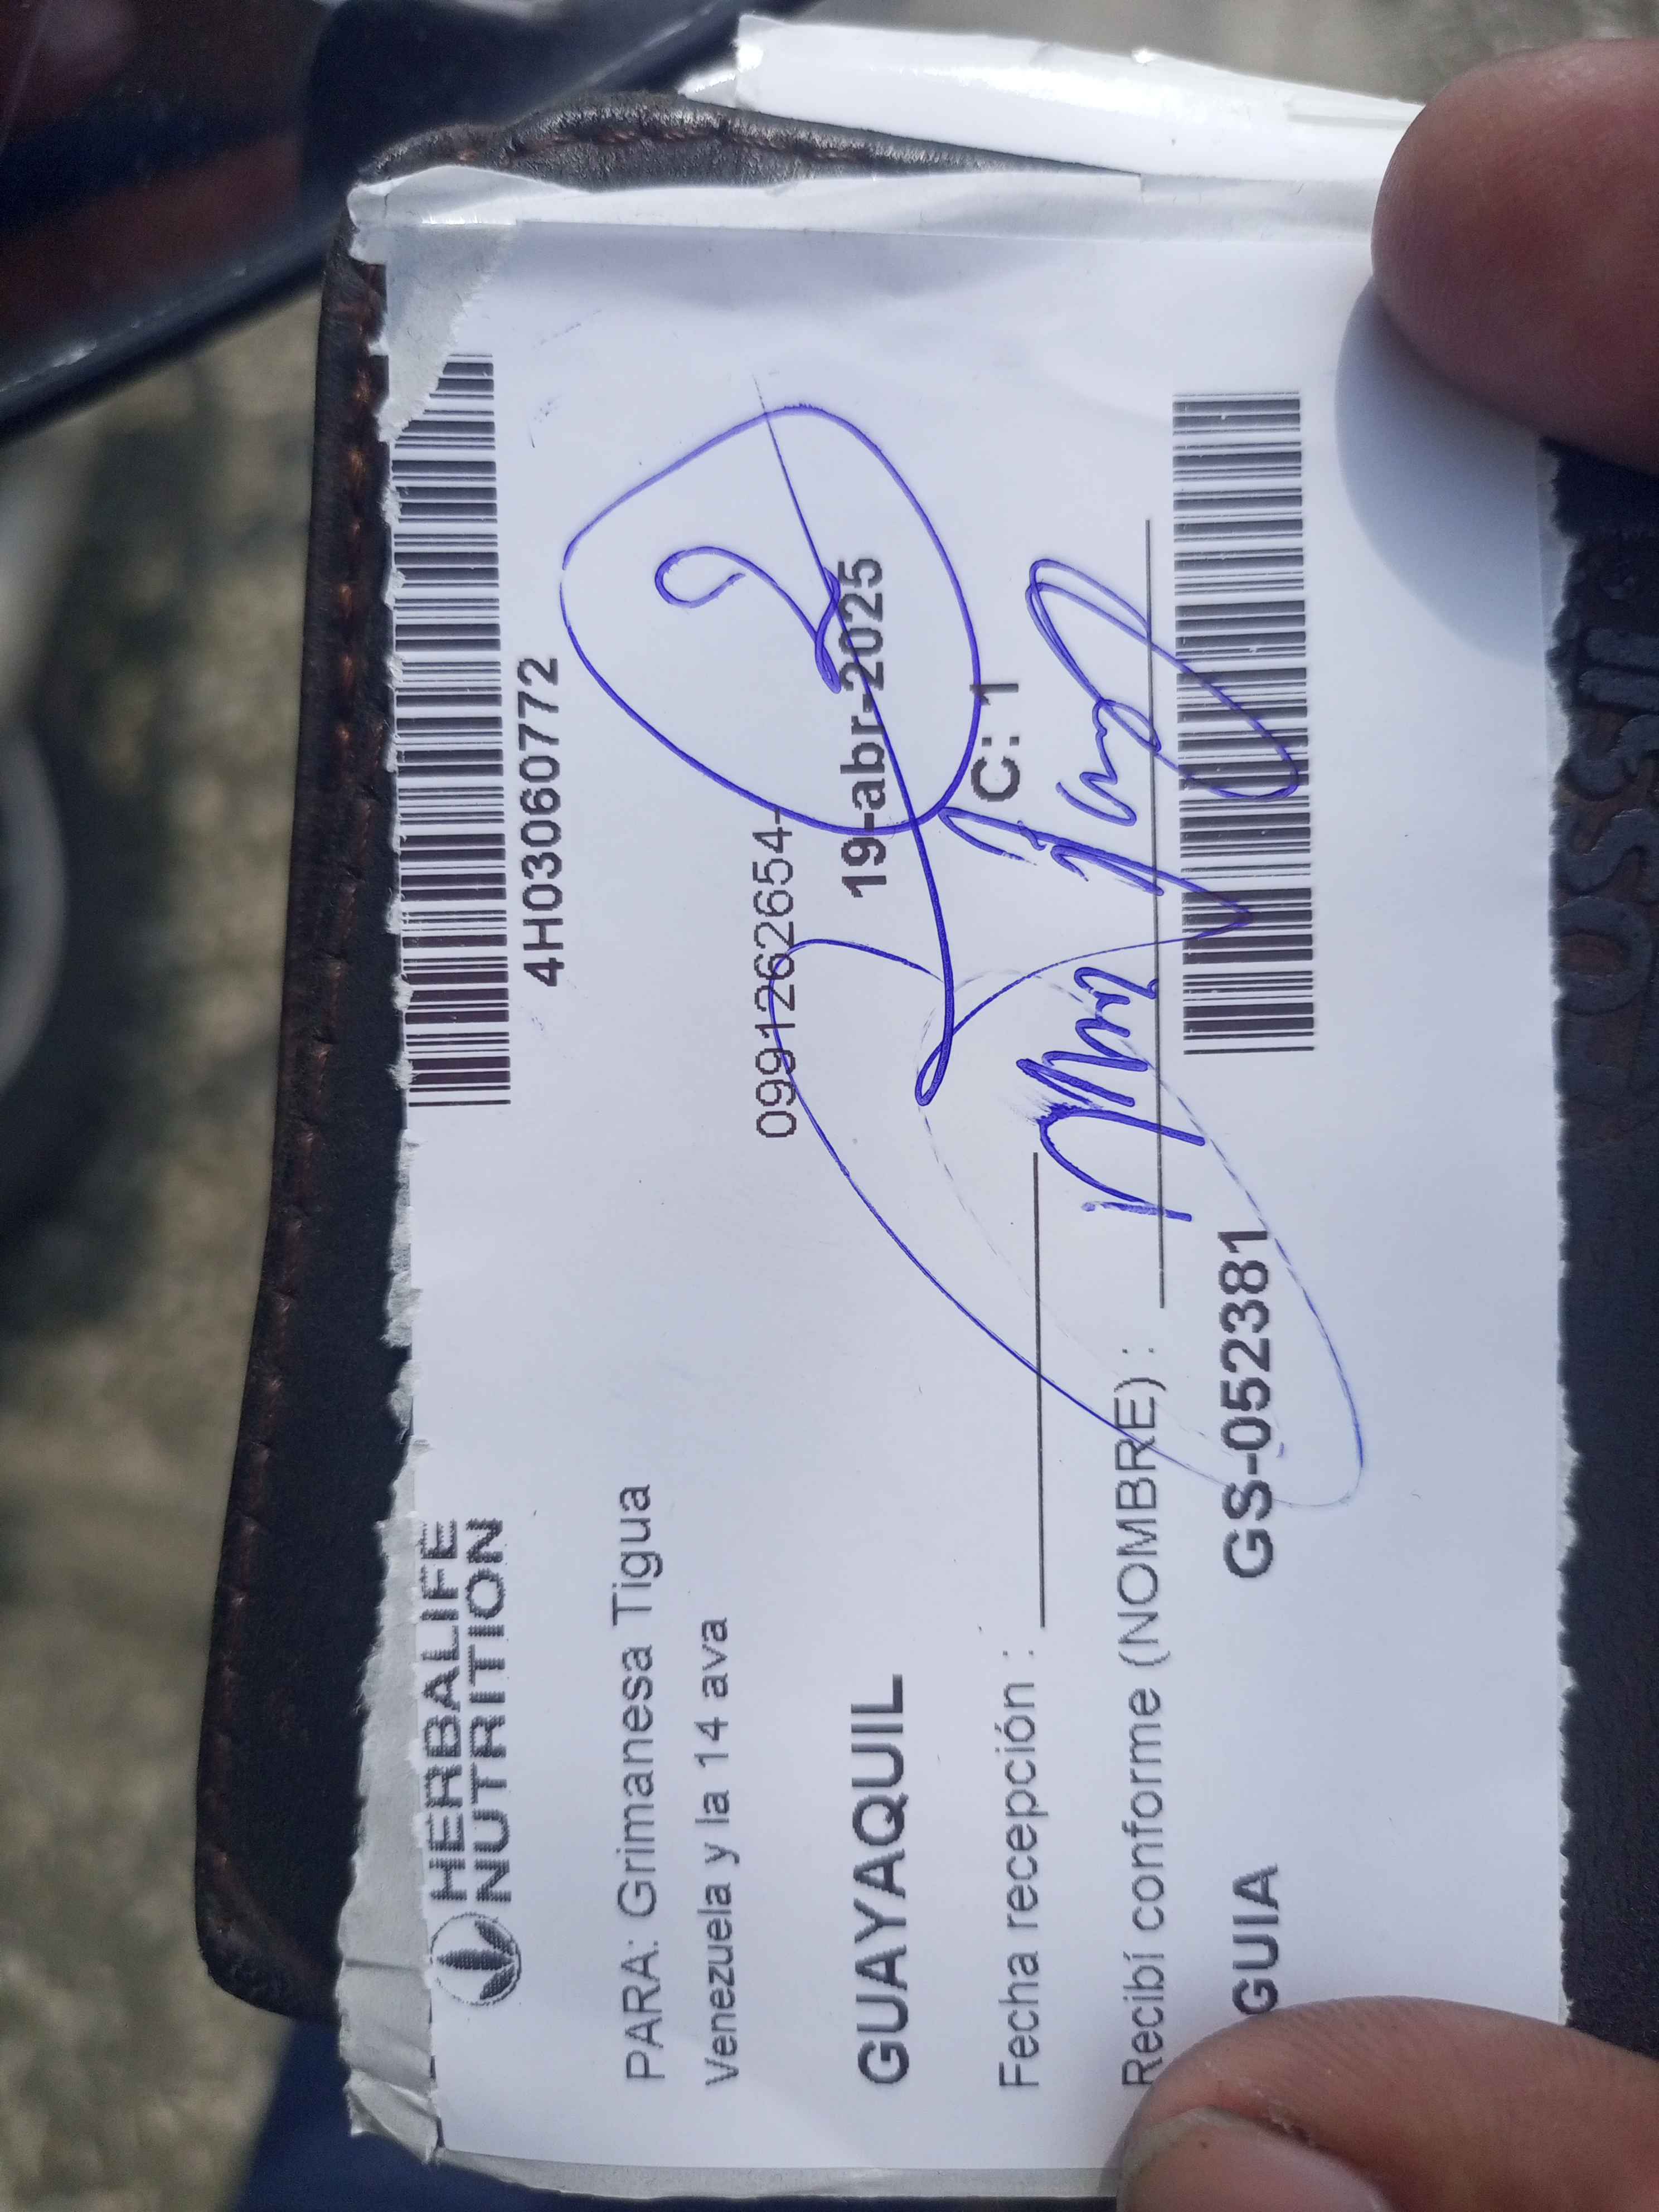 HERBALIFE
NUTRITION
4H03060772
PARA: Grimanesa Tigua
Venezuela y la 14 ava
0991262654-
2
GUAYAQUIL
19-abr-2025
Fecha recepción :
C: 1
Recibí conforme (NOMBRE) :
GUIA
GS-052381